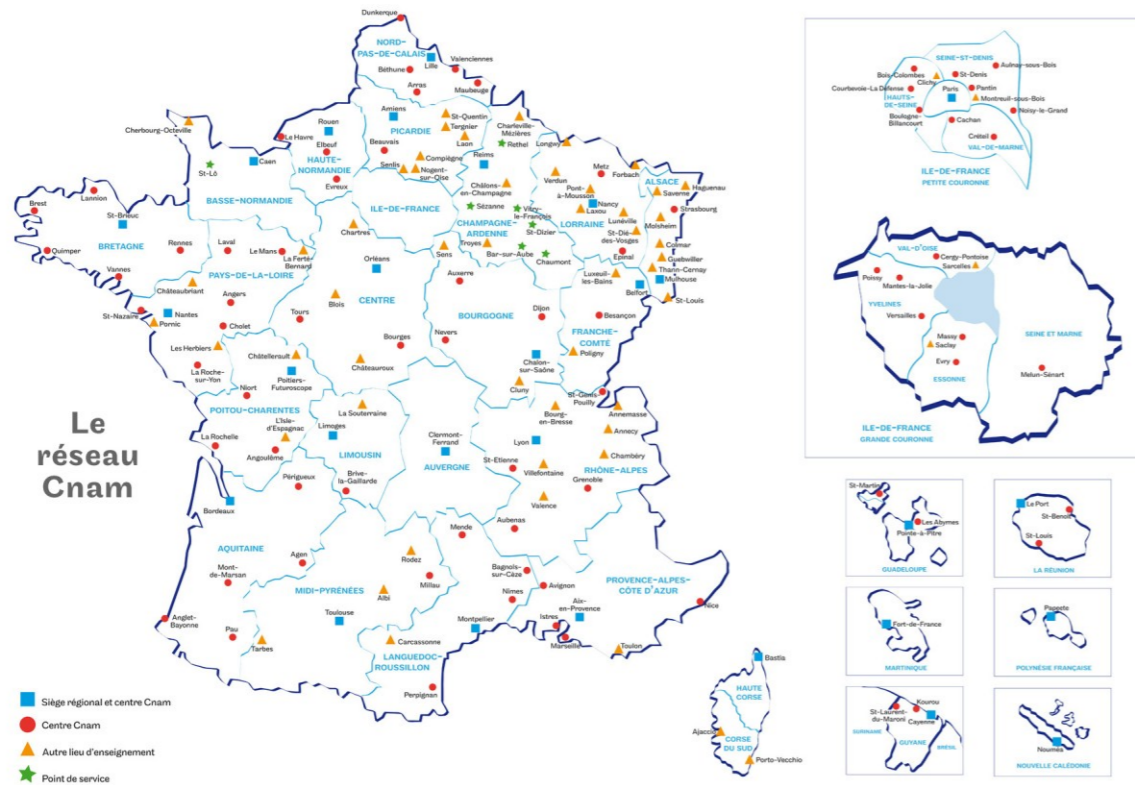 Le
réseau
Cnam
Dunkerque
NORD-
PAS-DE-CALAIS
Lille
Valenciennes
Béthune
Arras
Maubeuge
Amiens
St-Quentin
Tergnier
Laon
PICARDIE
Beauvais
Compiègne
Senlis
Nogent-
sur-Oise
Charleville-
Mézières
Rethel
Reims
Longwy
Cherbourg-Octeville
St-Lô
Caen
BASSE-NORMANDIE
Le Havre
Rouen
Elbeuf
HAUTE-
NORMANDIE
Evreux
ILE-DE-FRANCE
Châlons-
en-Champagne
Sézanne
Vitry-
le-François
St-Dizier
CHAMPAGNE-
ARDENNE
Troyes
Bar-sur-Aube
Chaumont
Verdun
Metz
Forbach
Pont-
à-Mousson
Nancy
Laxou
LORRAINE
Lunéville
St-Dié-
des-Vosges
Epinal
ALSACE
Saverne
Haguenau
Strasbourg
Molsheim
Colmar
Guebwiller
Thann-Cernay
Mulhouse
St-Louis
Brest
Lannion
St-Brieuc
BRETAGNE
Quimper
Vannes
Rennes
Laval
Le Mans
La Ferté-
Bernard
PAYS-DE-LA-LOIRE
Châteaubriant
Angers
St-Nazaire
Nantes
Pornic
Cholet
Les Herbiers
La Roche-
sur-Yon
Chartres
Orléans
Blois
CENTRE
Tours
Bourges
Châteauroux
Sens
Auxerre
BOURGOGNE
Dijon
Nevers
Chalon-
sur-Saône
Cluny
Luxeuil-
les-Bains
Belfort
Besançon
FRANCHE-
COMTÉ
Poligny
Châtellerault
Poitiers-
Futuroscope
Niort
POITOU-CHARENTES
La Rochelle
L'Isle-
d'Espagnac
Angoulême
La Souterraine
Limoges
LIMOUSIN
Brive-
la-Gaillarde
Clermont-
Ferrand
AUVERGNE
St-Genis-
Pouilly
Bourg-
en-Bresse
Annemasse
Annecy
Chambéry
Lyon
St-Etienne
Villefontaine
RHÔNE-ALPES
Grenoble
Valence
Aubenas
Périgueux
Bordeaux
AQUITAINE
Agen
Mont-
de-Marsan
Anglet-
Bayonne
Pau
Tarbes
MIDI-PYRÉNÉES
Rodez
Millau
Albi
Toulouse
Mende
Bagnols-
sur-Cèze
Nîmes
Montpellier
Carcassonne
LANGUEDOC-
ROUSSILLON
Perpignan
Avignon
PROVENCE-ALPES-
CÔTE D'AZUR
Aix-
en-Provence
Istres
Marseille
Toulon
Nice
Bastia
HAUTE
CORSE
Ajaccio
CORSE
DU SUD
Porto-Vecchio
Siège régional et centre Cnam
Centre Cnam
Autre lieu d'enseignement
Point de service
SEINE-ST-DENIS
Aulnay-sous-Bois
Bois-Colombes
Clichy
St-Denis
Courbevoie-La Défense
Paris
Pantin
HAUTS-
DE-SEINE
Montreuil-sous-Bois
Noisy-le-Grand
Boulogne-
Billancourt
Cachan
Créteil
VAL-DE-MARNE
ILE-DE-FRANCE
PETITE COURONNE
VAL-D'OISE
Cergy-Pontoise
Sarcelles
Poissy
Mantes-la-Jolie
YVELINES
Versailles
SEINE ET MARNE
Massy
Saclay
Evry
ESSONNE
Melun-Sénart
ILE-DE-FRANCE
GRANDE COURONNE
St-Martin
Les Abymes
Pointe-à-Pitre
GUADELOUPE
Le Port
St-Benoît
St-Louis
LA RÉUNION
Fort-de-France
MARTINIQUE
Papeete
POLYNÉSIE FRANÇAISE
St-Laurent-
du-Maroni
Kourou
Cayenne
SURINAME
GUYANE
BRÉSIL
Nouméa
NOUVELLE CALÉDONIE